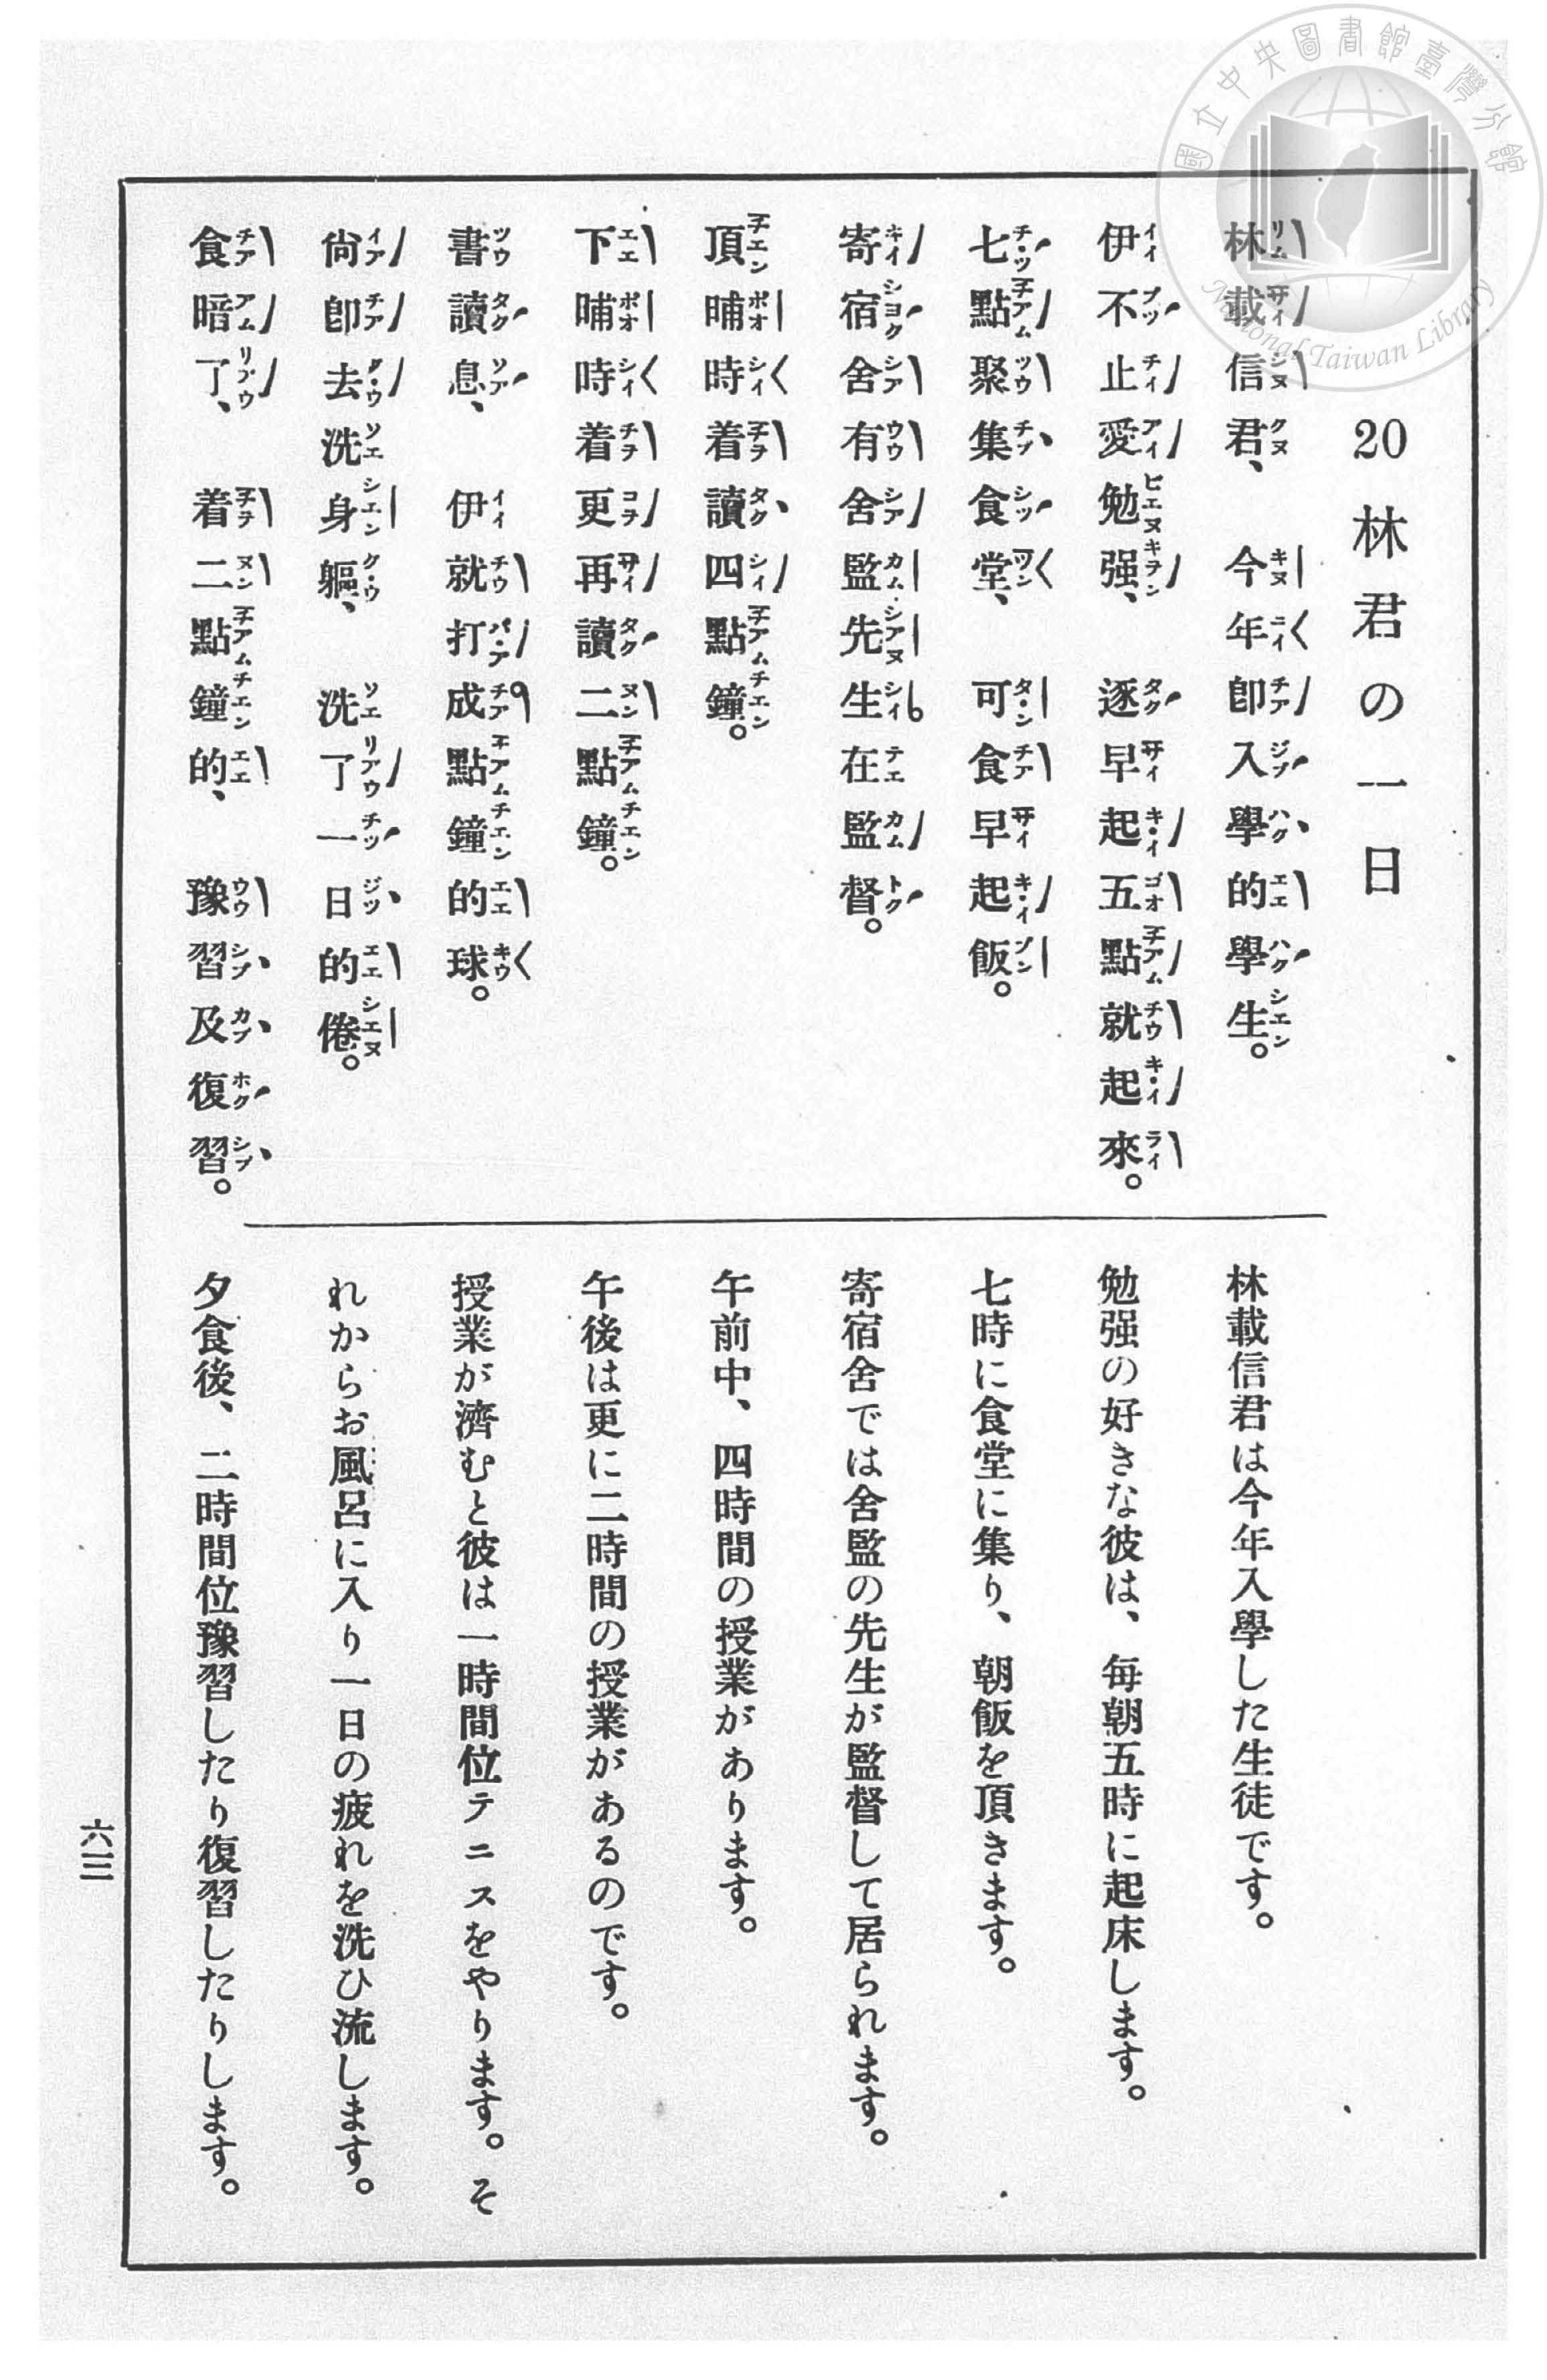 國立中央圖書館臺灣分館
National Taiwan Library
20 林君の一日
林載信君、今年卽入學的學生。
伊不止愛勉强、逐早起五點就起來。
七點聚集食堂、可食早起飯。
寄宿舍有舍監先生在監督。
頂晡時着讀四點鐘。
下晡時着更再讀二點鐘。
書讀息、伊就打成點鐘的球。
尙卽去洗身軀、洗了一日的倦。
食暗了、着二點鐘的、豫習及復習。
林載信君は今年入學した生徒です。
勉强の好きな彼は、每朝五時に起床します。
七時に食堂に集り、朝飯を頂きます。
寄宿舍では舍監の先生が監督して居られます。
午前中、四時間の授業があります。
午後は更に二時間の授業があるのです。
授業が濟むと彼は一時間位テニスをやります。そ
れからお風呂に入り一日の疲れを洗ひ流します。
夕食後、二時間位豫習したり復習したりします。
六三